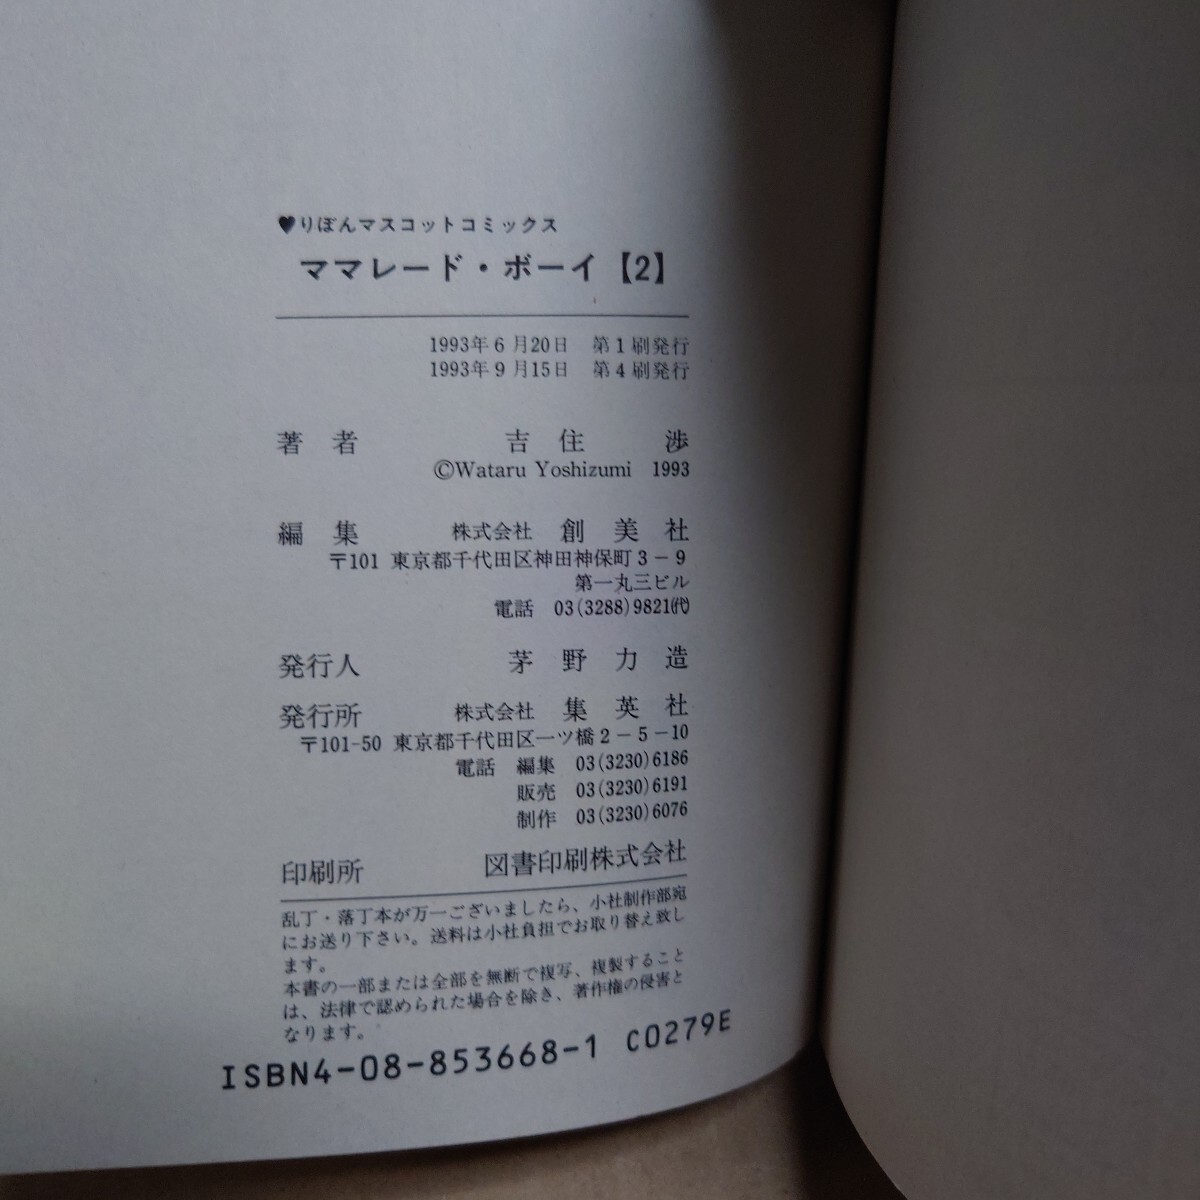 ♥りぼんマスコットコミックス
ママレード・ボーイ【2】
1993年6月20日 第1刷発行
1993年9月15日 第4刷発行
著者 吉住 渉
©Wataru Yoshizumi 1993
編集 株式会社 創美社
〒101 東京都千代田区神田神保町3-9
第一丸三ビル
電話 03(3288)9821㈹
発行人 茅野力造
発行所 株式会社 集英社
〒101-50 東京都千代田区一ツ橋2-5-10
電話 編集 03(3230)6186
販売 03(3230)6191
制作 03(3230)6076
印刷所 図書印刷株式会社
乱丁・落丁本が万一ございましたら、小社制作部宛
にお送り下さい。送料は小社負担でお取り替え致し
ます。
本書の一部または全部を無断で複写、複製すること
は、法律で認められた場合を除き、著作権の侵害と
なります。
ISBN4-08-853668-1 C0279E